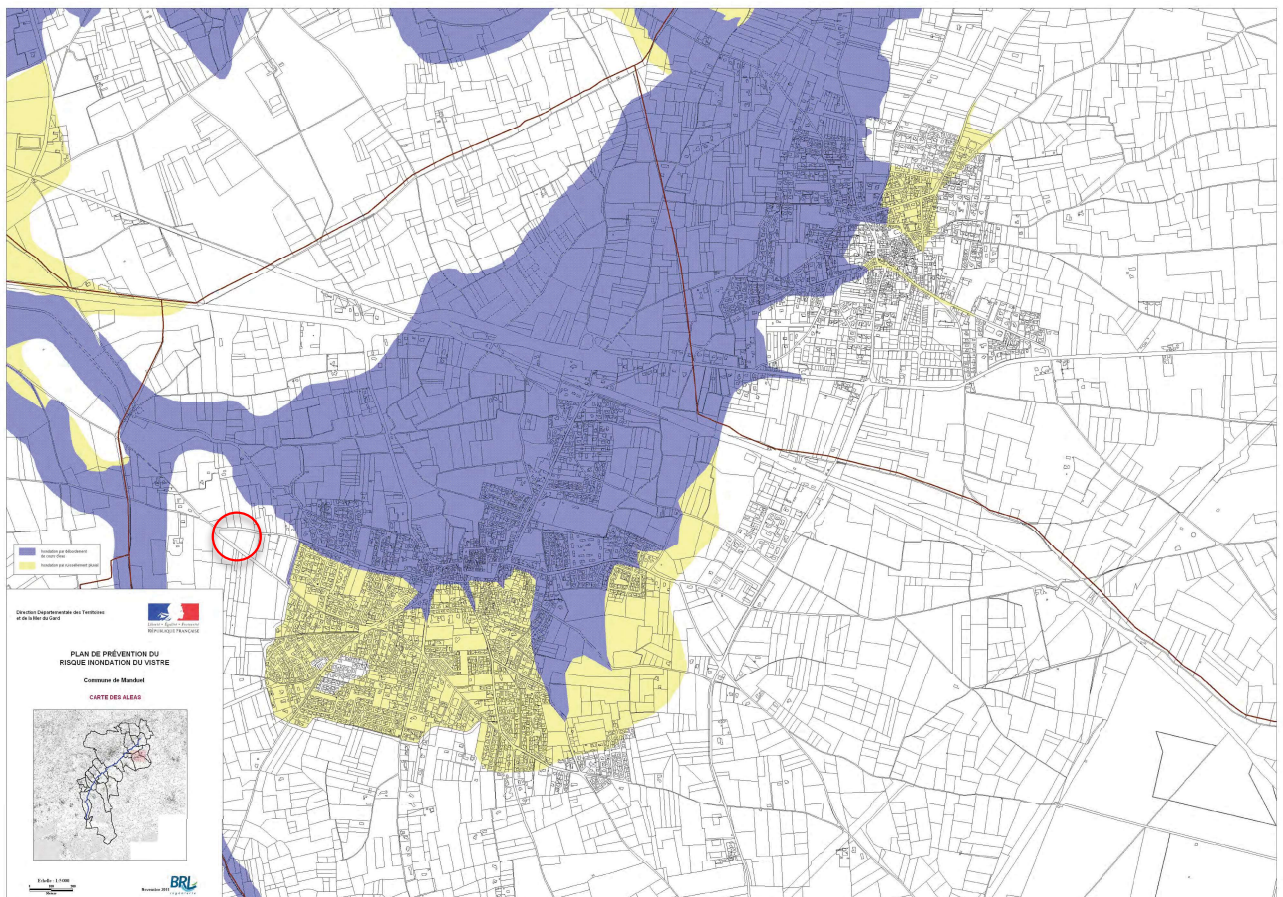 Inondation par débordement
de cours d'eau
Inondation par ruissellement pluvial
Direction Départementale des Territoires
et de la Mer du Gard
Liberté • Égalité • Fraternité
RÉPUBLIQUE FRANÇAISE
PLAN DE PRÉVENTION DU
RISQUE INONDATION DU VISTRE
Commune de Manduel
CARTE DES ALEAS
Echelle : 1/5 000
Novembre
BRL
Ingénierie